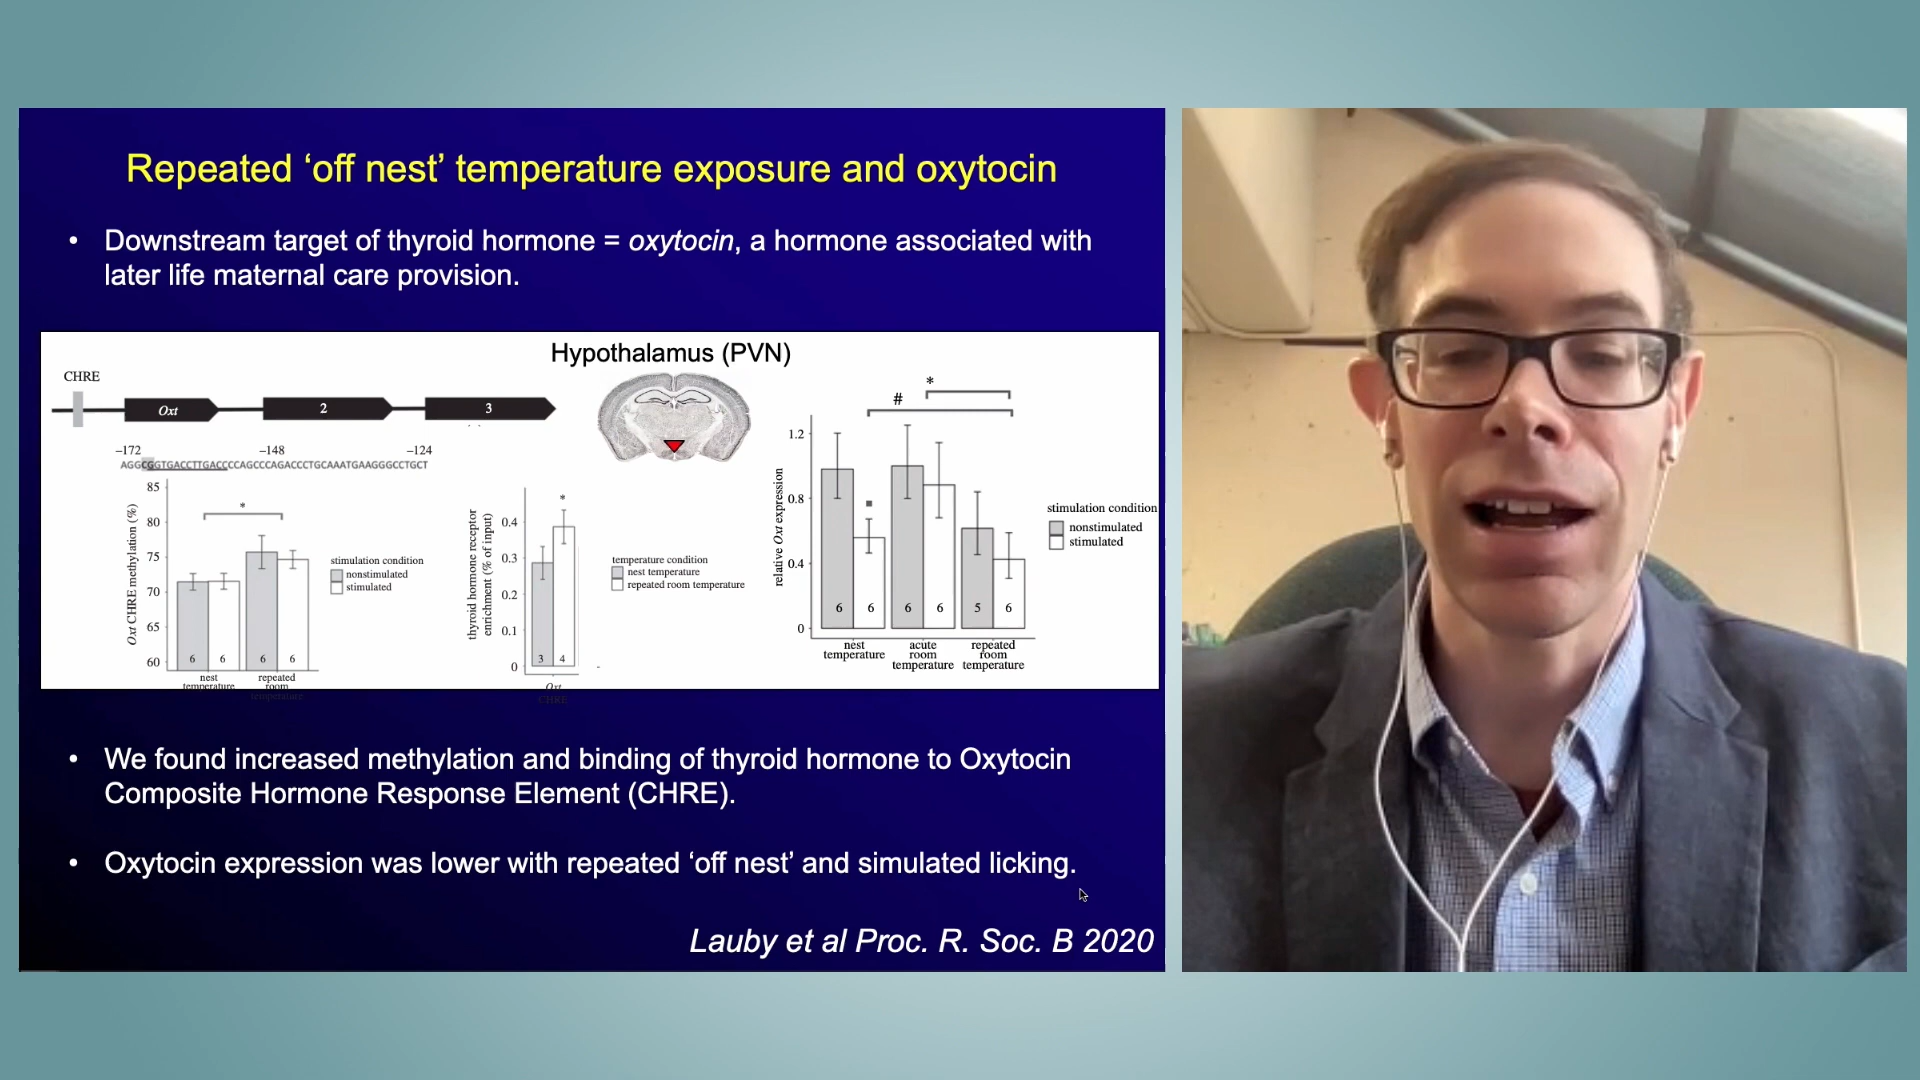 Repeated ‘off nest’ temperature exposure and oxytocin
• Downstream target of thyroid hormone = oxytocin, a hormone associated with
later life maternal care provision.
Hypothalamus (PVN)
CHRE
Oxt 2 3
–172 –148 –124
AGGCGGTGACCTTGACCCCAGCCCAGACCCTGCAAATGAAGGGCCTGCT
Oxt CHRE methylation (%)
85
80
75
70
65
60
*
6 6 6 6
nest
temperature
repeated
room
temperature
stimulation condition
nonstimulated
stimulated
thyroid hormone receptor
enrichment (% of input)
0.4
0.3
0.2
0.1
0
*
3 4
Oxt
CHRE
temperature condition
nest temperature
repeated room temperature
relative Oxt expression
1.2
0.8
0.4
0
*
#
6 6 6 6 5 6
nest
temperature
acute
room
temperature
repeated
room
temperature
stimulation condition
nonstimulated
stimulated
• We found increased methylation and binding of thyroid hormone to Oxytocin
Composite Hormone Response Element (CHRE).
• Oxytocin expression was lower with repeated ‘off nest’ and simulated licking.
Lauby et al Proc. R. Soc. B 2020